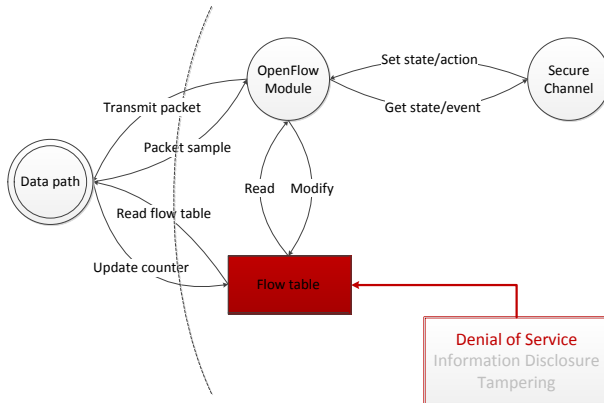 OpenFlow
Module
Set state/action
Secure
Channel
Get state/event
Transmit packet
Packet sample
Data path
Read
Modify
Read flow table
Update counter
Flow table
Denial of Service
Information Disclosure
Tampering